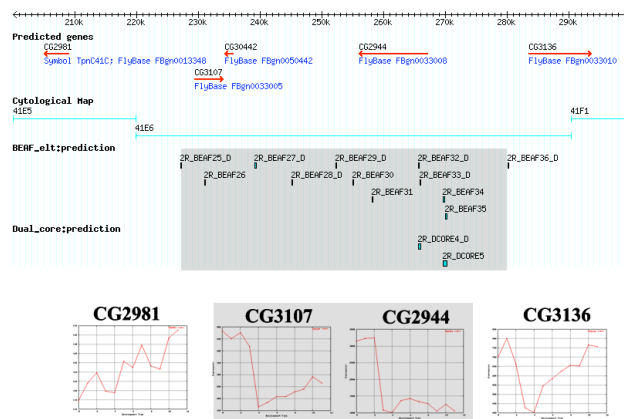 210k 220k 230k 240k 250k 260k 270k 280k 290k
Predicted genes
CG2981 CG30442 CG2944 CG3136
Symbol TpnC41C; FlyBase FBgn0013348 FlyBase FBgn0050442 FlyBase FBgn0033008 FlyBase FBgn0033010
CG3107
FlyBase FBgn0033005
Cytological Map
41E5 41F1
41E6
BEAF_elt:prediction
2R_BEAF25_D 2R_BEAF27_D 2R_BEAF29_D 2R_BEAF32_D 2R_BEAF36_D
2R_BEAF26 2R_BEAF28_D 2R_BEAF30 2R_BEAF33_D
2R_BEAF31 2R_BEAF34
2R_BEAF35
Dual_core:prediction
2R_DCORE4_D
2R_DCORE5
CG2981 CG3107 CG2944 CG3136